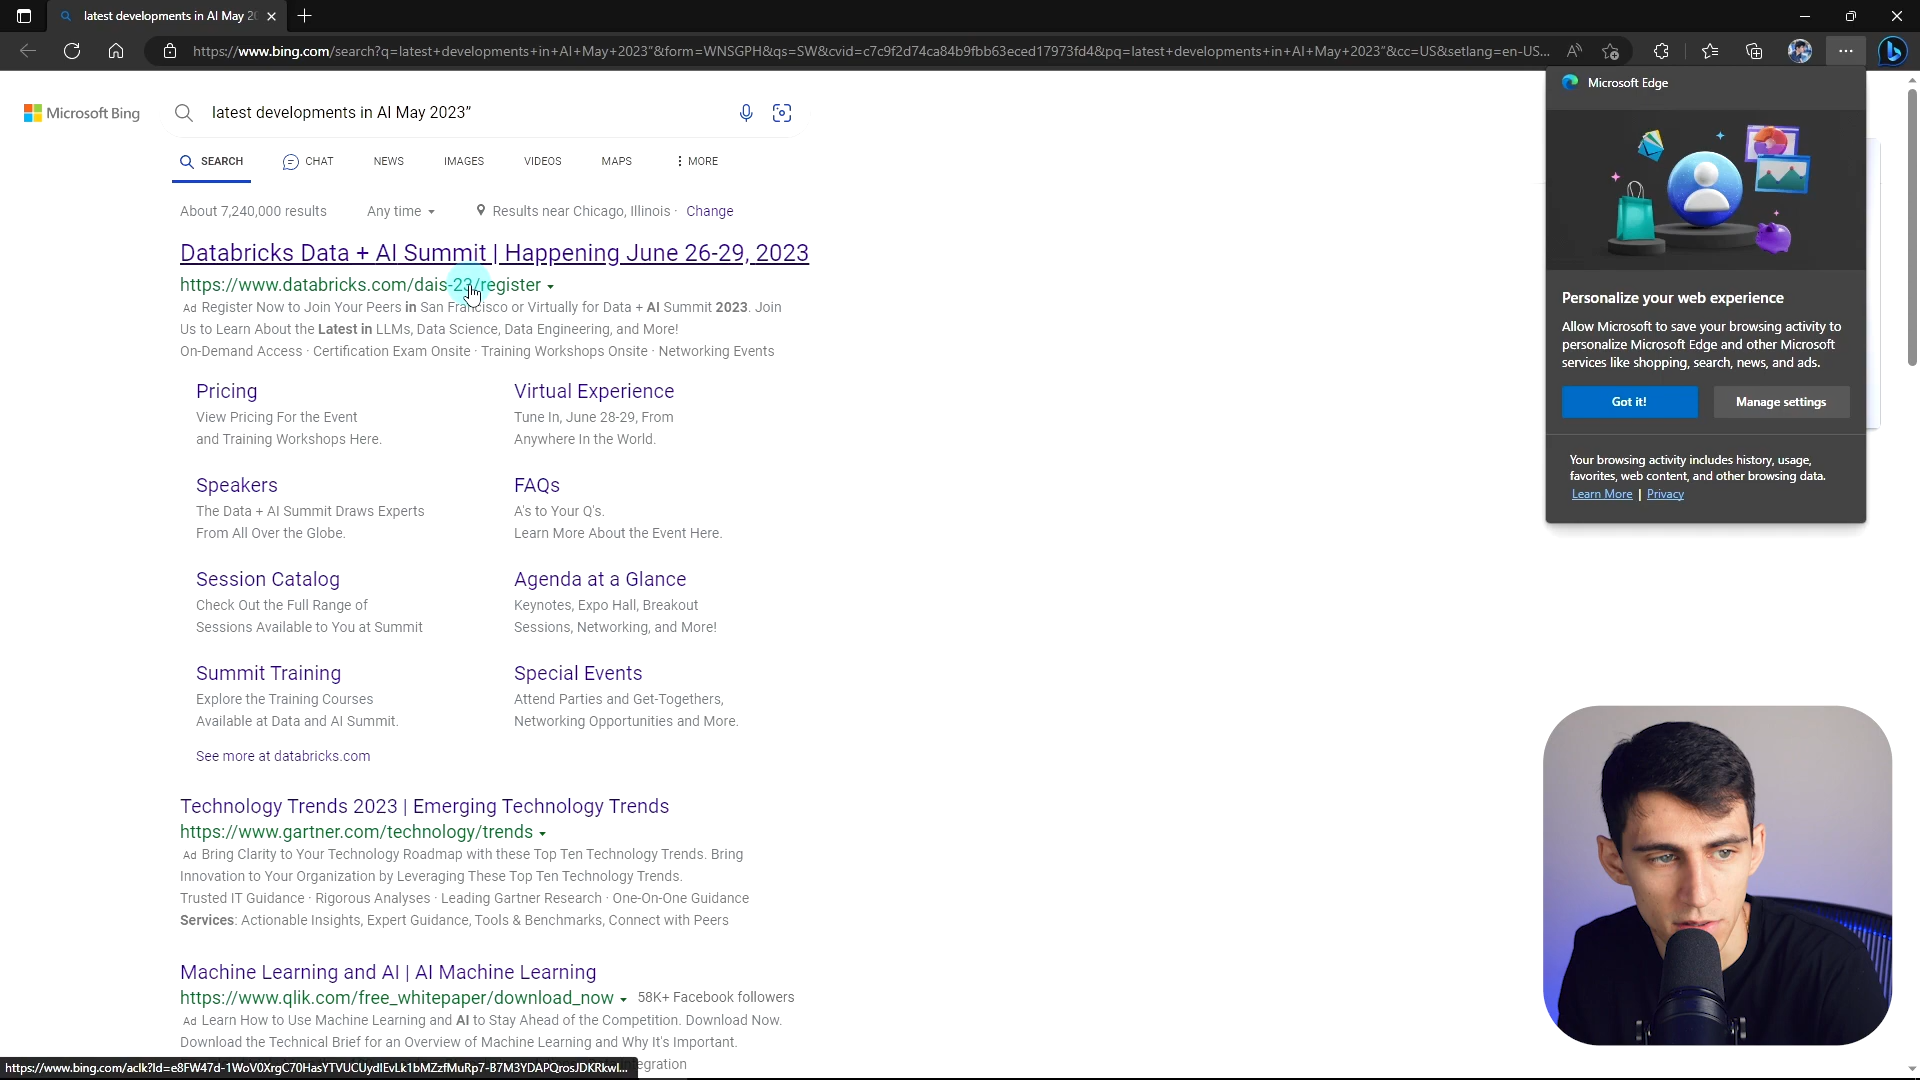 latest developments in AI May 20
https://www.bing.com/search?q=latest+developments+in+AI+May+2023"&form=WNSGPH&qs=SW&cvid=c7c9f2d74ca84b9fbb63eced17973fd4&pq=latest+developments+in+AI+May+2023"&cc=US&setlang=en-US...
Microsoft Bing
latest developments in AI May 2023”
SEARCH CHAT NEWS IMAGES VIDEOS MAPS MORE
About 7,240,000 results Any time Results near Chicago, Illinois · Change
Databricks Data + AI Summit | Happening June 26-29, 2023
https://www.databricks.com/dais-23/register
Ad Register Now to Join Your Peers in San Francisco or Virtually for Data + AI Summit 2023. Join
Us to Learn About the Latest in LLMs, Data Science, Data Engineering, and More!
On-Demand Access · Certification Exam Onsite · Training Workshops Onsite · Networking Events
Pricing
View Pricing For the Event
and Training Workshops Here.
Virtual Experience
Tune In, June 28-29, From
Anywhere In the World.
Speakers
The Data + AI Summit Draws Experts
From All Over the Globe.
FAQs
A's to Your Q's.
Learn More About the Event Here.
Session Catalog
Check Out the Full Range of
Sessions Available to You at Summit
Agenda at a Glance
Keynotes, Expo Hall, Breakout
Sessions, Networking, and More!
Summit Training
Explore the Training Courses
Available at Data and AI Summit.
Special Events
Attend Parties and Get-Togethers,
Networking Opportunities and More.
See more at databricks.com
Technology Trends 2023 | Emerging Technology Trends
https://www.gartner.com/technology/trends
Ad Bring Clarity to Your Technology Roadmap with these Top Ten Technology Trends. Bring
Innovation to Your Organization by Leveraging These Top Ten Technology Trends.
Trusted IT Guidance · Rigorous Analyses · Leading Gartner Research · One-On-One Guidance
Services: Actionable Insights, Expert Guidance, Tools & Benchmarks, Connect with Peers
Machine Learning and AI | AI Machine Learning
https://www.qlik.com/free_whitepaper/download_now 58K+ Facebook followers
Ad Learn How to Use Machine Learning and AI to Stay Ahead of the Competition. Download Now.
Download the Technical Brief for an Overview of Machine Learning and Why It's Important.
egration
https://www.bing.com/aclk?ld=e8FW47d-1WoV0XrgC70HasYTVUCUydlEvLk1bMZzfMuRp7-B7M3YDAPQrosJDKRkwl...
Microsoft Edge
Personalize your web experience
Allow Microsoft to save your browsing activity to
personalize Microsoft Edge and other Microsoft
services like shopping, search, news, and ads.
Got it! Manage settings
Your browsing activity includes history, usage,
favorites, web content, and other browsing data.
Learn More | Privacy